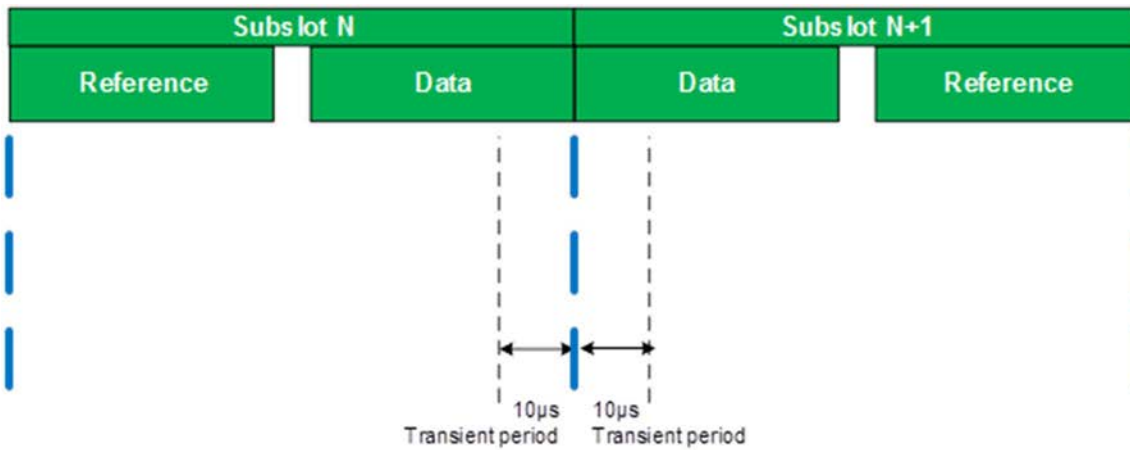 Subslot N Subslot N+1
Reference Data Data Reference
10µs 10µs
Transient period Transient period